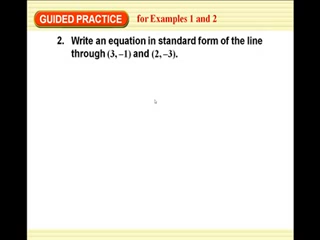 GUIDED PRACTICE for Examples 1 and 2
2. Write an equation in standard form of the line
through (3, –1) and (2, –3).